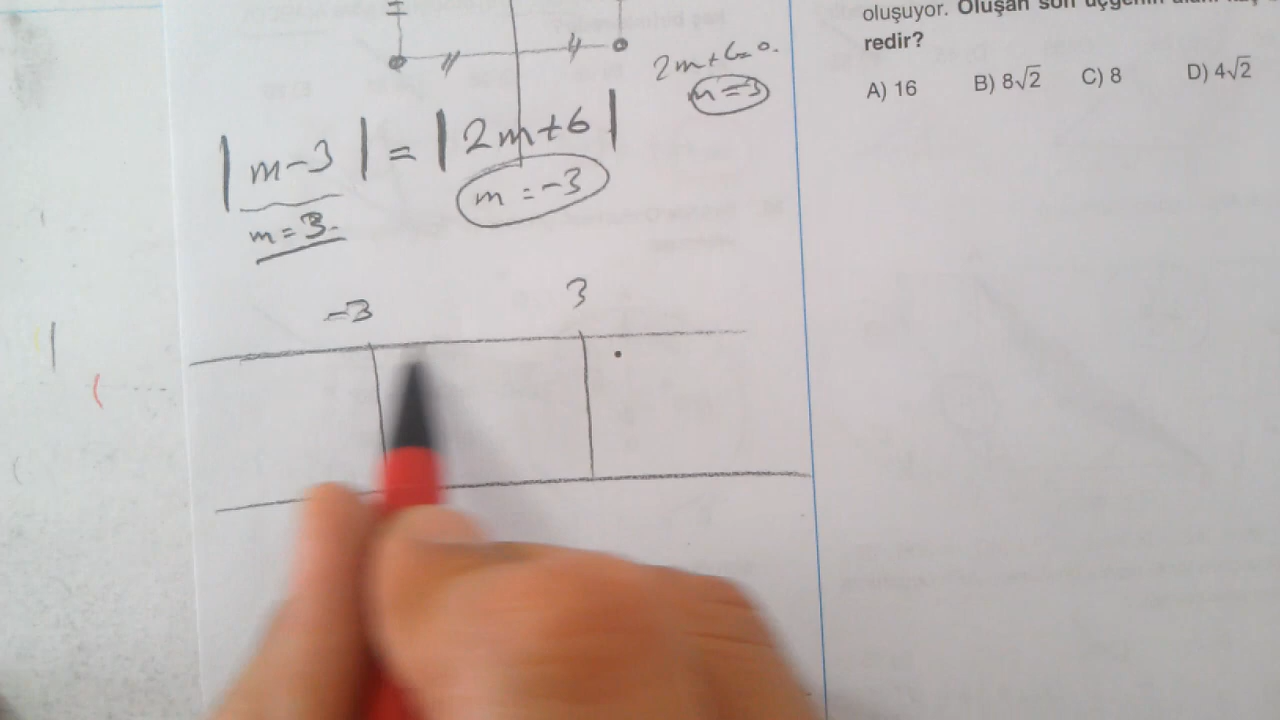 2m+6=0.
m=-3
|m-3| = |2m+6|
m=3.
m=-3
-3 3
oluşuyor. Oluşan son üçgenin alanı kaç
redir?
A) 16 B) 8√2 C) 8 D) 4√2